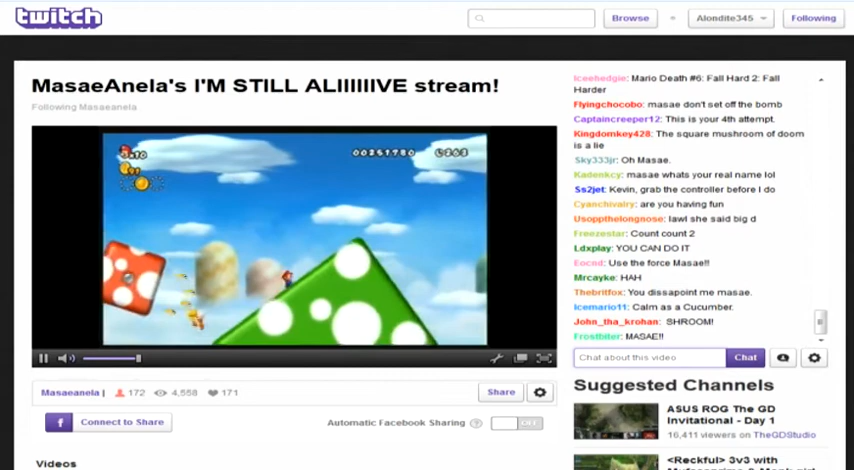 twitch
Browse
Alondite345
Following
MasaeAnela's I'M STILL ALIIIIIIVE stream!
Following Masaeanela
00251780
263
Iceehedgie: Mario Death #6: Fall Hard 2: Fall
Harder
Flyingchocobo: masae don't set off the bomb
Captaincreeper12: This is your 4th attempt.
Kingdomkey428: The square mushroom of doom
is a lie
Sky333jr: Oh Masae.
Kadenkcy: masae whats your real name lol
Ss2jet: Kevin, grab the controller before I do
Cyanchivalry: are you having fun
Usoppthelongnose: lawl she said big d
Freezestar: Count count 2
Ldxplay: YOU CAN DO IT
Eocnd: Use the force Masae!!
Mrcayke: HAH
Thebritfox: You dissapoint me masae.
Icemario11: Calm as a Cucumber.
John_tha_krohan: SHROOM!
Frostbiter: MASAE!!
Chat about this video
Chat
Masaeanela | 172 4,558 171
Share
f Connect to Share
Automatic Facebook Sharing ? OFF
Videos
Suggested Channels
ASUS ROG The GD
Invitational - Day 1
16,411 viewers on TheGDStudio
<Reckful> 3v3 with